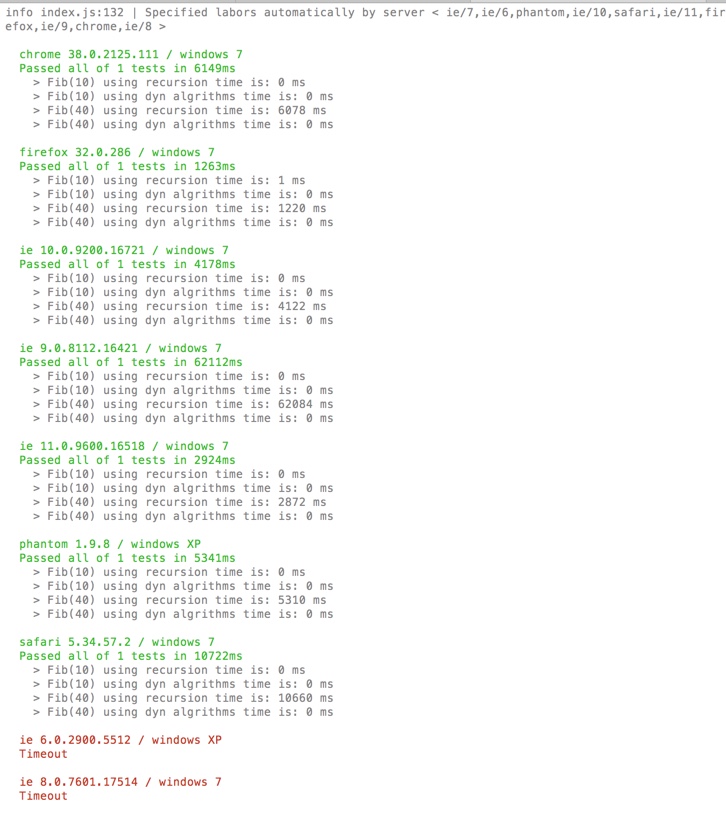 info index.js:132 | Specified labors automatically by server < ie/7,ie/6,phantom,ie/10,safari,ie/11,fir
efox,ie/9,chrome,ie/8 >
chrome 38.0.2125.111 / windows 7
Passed all of 1 tests in 6149ms
> Fib(10) using recursion time is: 0 ms
> Fib(10) using dyn algrithms time is: 0 ms
> Fib(40) using recursion time is: 6078 ms
> Fib(40) using dyn algrithms time is: 0 ms
firefox 32.0.286 / windows 7
Passed all of 1 tests in 1263ms
> Fib(10) using recursion time is: 1 ms
> Fib(10) using dyn algrithms time is: 0 ms
> Fib(40) using recursion time is: 1220 ms
> Fib(40) using dyn algrithms time is: 0 ms
ie 10.0.9200.16721 / windows 7
Passed all of 1 tests in 4178ms
> Fib(10) using recursion time is: 0 ms
> Fib(10) using dyn algrithms time is: 0 ms
> Fib(40) using recursion time is: 4122 ms
> Fib(40) using dyn algrithms time is: 0 ms
ie 9.0.8112.16421 / windows 7
Passed all of 1 tests in 62112ms
> Fib(10) using recursion time is: 0 ms
> Fib(10) using dyn algrithms time is: 0 ms
> Fib(40) using recursion time is: 62084 ms
> Fib(40) using dyn algrithms time is: 0 ms
ie 11.0.9600.16518 / windows 7
Passed all of 1 tests in 2924ms
> Fib(10) using recursion time is: 0 ms
> Fib(10) using dyn algrithms time is: 0 ms
> Fib(40) using recursion time is: 2872 ms
> Fib(40) using dyn algrithms time is: 0 ms
phantom 1.9.8 / windows XP
Passed all of 1 tests in 5341ms
> Fib(10) using recursion time is: 0 ms
> Fib(10) using dyn algrithms time is: 0 ms
> Fib(40) using recursion time is: 5310 ms
> Fib(40) using dyn algrithms time is: 0 ms
safari 5.34.57.2 / windows 7
Passed all of 1 tests in 10722ms
> Fib(10) using recursion time is: 0 ms
> Fib(10) using dyn algrithms time is: 0 ms
> Fib(40) using recursion time is: 10660 ms
> Fib(40) using dyn algrithms time is: 0 ms
ie 6.0.2900.5512 / windows XP
Timeout
ie 8.0.7601.17514 / windows 7
Timeout